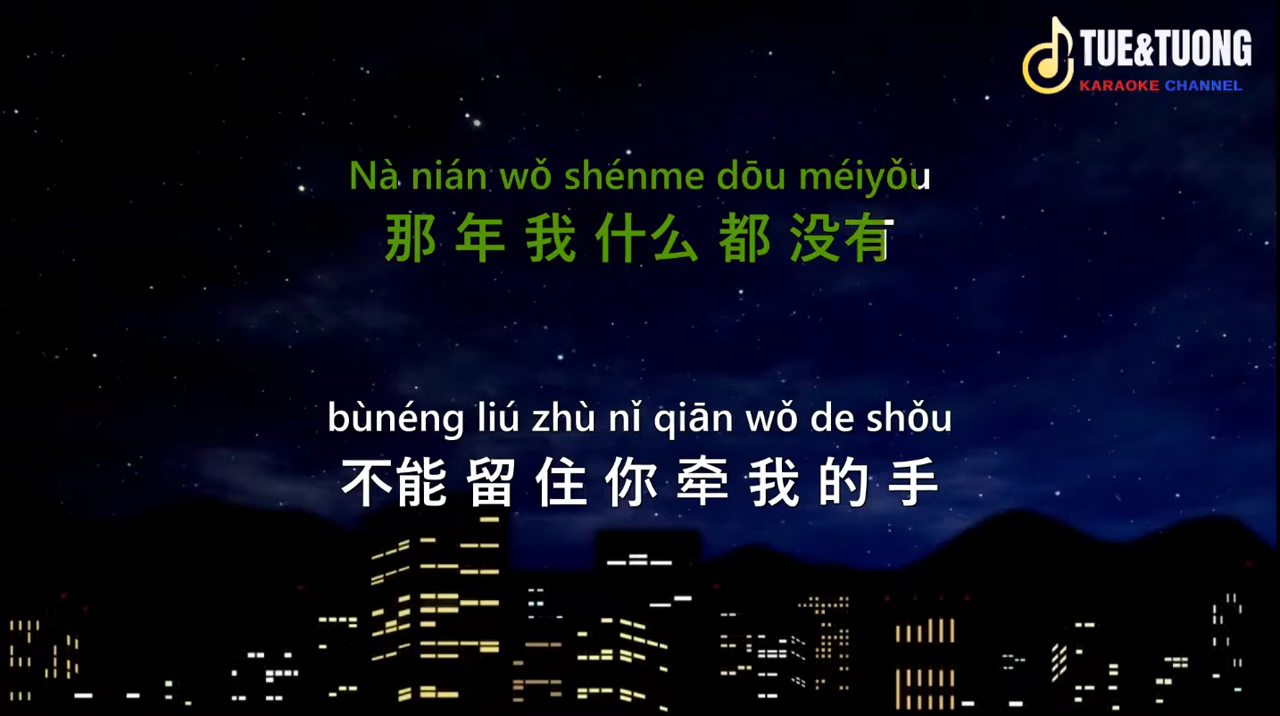 TUE&TUONG
KARAOKE CHANNEL
Nà nián wǒ shénme dōu méiyǒu
那 年 我 什么 都 没有
bùnéng liú zhù nǐ qiān wǒ de shǒu
不能 留 住 你 牵 我 的 手